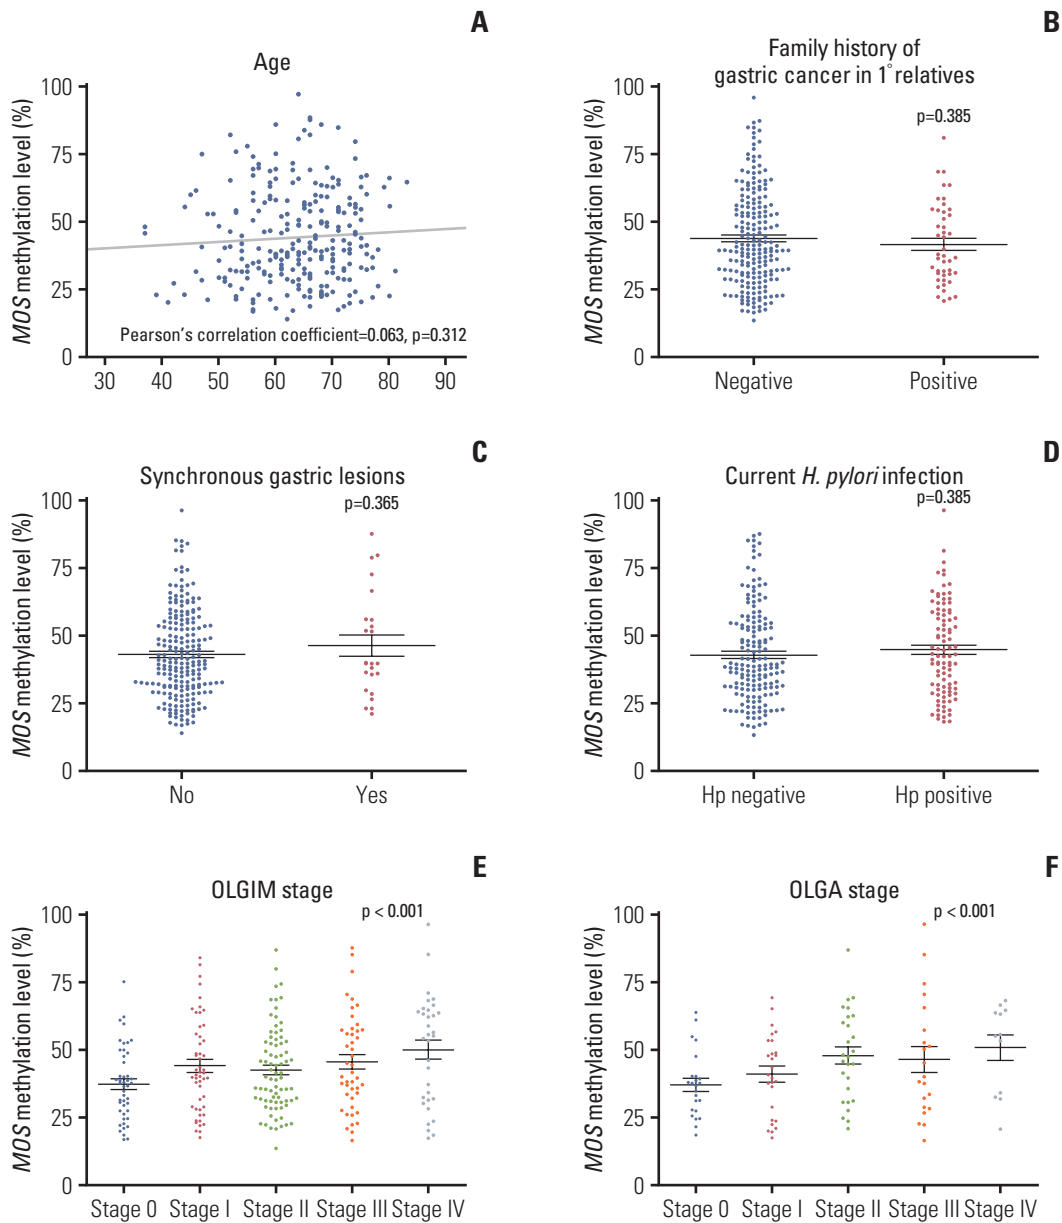 A
Age
MOS methylation level (%)
100
75
50
25
0
Pearson's correlation coefficient=0.063, p=0.312
30 40 50 60 70 80 90
B
Family history of
gastric cancer in 1° relatives
p=0.385
MOS methylation level (%)
100
75
50
25
0
Negative Positive
C
Synchronous gastric lesions
p=0.365
MOS methylation level (%)
100
75
50
25
0
No Yes
D
Current H. pylori infection
p=0.385
MOS methylation level (%)
100
75
50
25
0
Hp negative Hp positive
E
OLGIM stage
p < 0.001
MOS methylation level (%)
100
75
50
25
0
Stage 0 Stage I Stage II Stage III Stage IV
F
OLGA stage
p < 0.001
MOS methylation level (%)
100
75
50
25
0
Stage 0 Stage I Stage II Stage III Stage IV